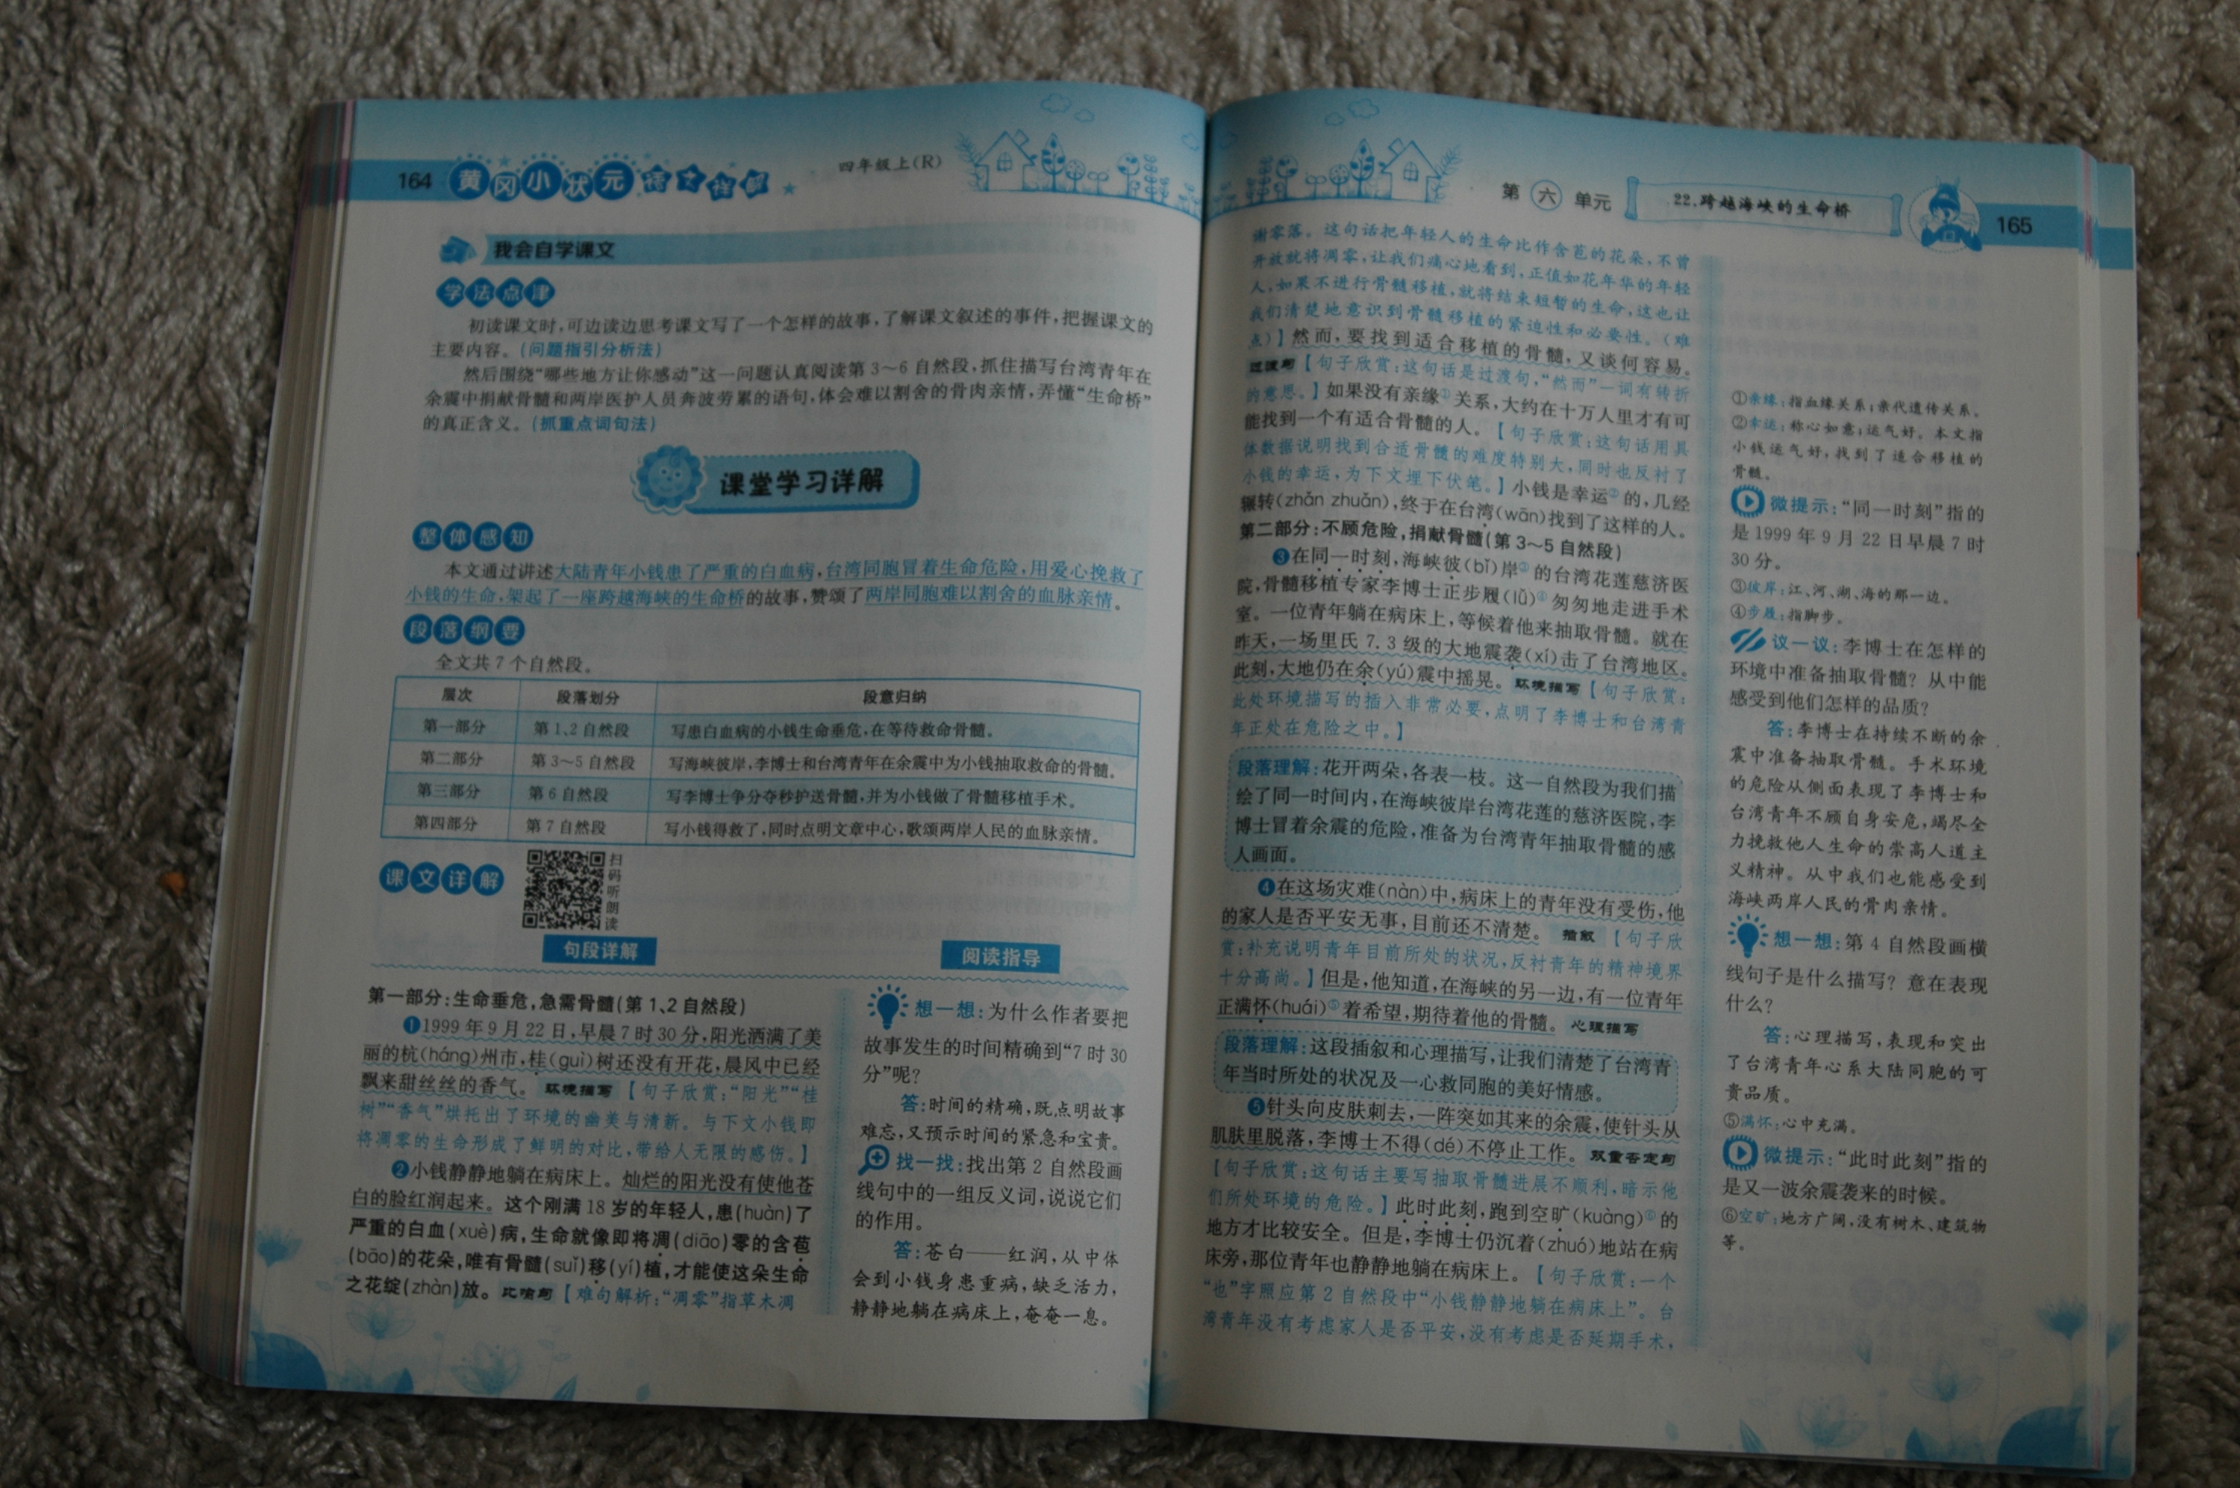 164 黄冈小状元 语文详解 四年级上(R)
我会自学课文
学法点津
初读课文时,可边读边思考课文写了一个怎样的故事,了解课文叙述的事件,把握课文的
主要内容。(问题指引分析法)
然后围绕“哪些地方让你感动”这一问题认真阅读第 3~6 自然段,抓住描写台湾青年在
余震中捐献骨髓和两岸医护人员奔波劳累的语句,体会难以割舍的骨肉亲情,弄懂“生命桥”
的真正含义。(抓重点词句法)
课堂学习详解
整体感知
本文通过讲述大陆青年小钱患了严重的白血病,台湾同胞冒着生命危险,用爱心挽救了
小钱的生命,架起了一座跨越海峡的生命桥的故事,赞颂了两岸同胞难以割舍的血脉亲情。
段落纲要
全文共 7 个自然段。
层次 段落划分 段意归纳
第一部分 第 1、2 自然段 写患白血病的小钱生命垂危,在等待救命骨髓。
第二部分 第 3~5 自然段 写海峡彼岸,李博士和台湾青年在余震中为小钱抽取救命的骨髓。
第三部分 第 6 自然段 写李博士争分夺秒护送骨髓,并为小钱做了骨髓移植手术。
第四部分 第 7 自然段 写小钱得救了,同时点明文章中心,歌颂两岸人民的血脉亲情。
课文详解
扫码听朗读
句段详解
第一部分:生命垂危,急需骨髓(第 1、2 自然段)
❶1999 年 9 月 22 日,早晨 7 时 30 分,阳光洒满了美
丽的杭(háng)州市,桂(guì)树还没有开花,晨风中已经
飘来甜丝丝的香气。环境描写【句子欣赏:“阳光”“桂
树”“香气”烘托出了环境的幽美与清新。与下文小钱即
将凋零的生命形成了鲜明的对比,带给人无限的感伤。】
❷小钱静静地躺在病床上。灿烂的阳光没有使他苍
白的脸红润起来。这个刚满 18 岁的年轻人,患(huàn)了
严重的白血(xuè)病,生命就像即将凋(diāo)零的含苞
(bāo)的花朵,唯有骨髓(suǐ)移(yí)植,才能使这朵生命
之花绽(zhàn)放。比喻句【难句解析:“凋零”指草木凋
阅读指导
想一想:为什么作者要把
故事发生的时间精确到“7 时 30
分”呢?
答:时间的精确,既点明故事
难忘,又预示时间的紧急和宝贵。
找一找:找出第 2 自然段画
线句中的一组反义词,说说它们
的作用。
答:苍白——红润,从中体
会到小钱身患重病,缺乏活力,
静静地躺在病床上,奄奄一息。
第六单元 22.跨越海峡的生命桥 165
谢零落。这句话把年轻人的生命比作含苞的花朵,不曾
开放就将凋零,让我们痛心地看到,正值如花年华的年轻
人,如果不进行骨髓移植,就将结束短暂的生命,这也让
我们清楚地意识到骨髓移植的紧迫性和必要性。(难
点)】然而,要找到适合移植的骨髓,又谈何容易。
过渡句【句子欣赏:这句话是过渡句,“然而”一词有转折
的意思。】如果没有亲缘①关系,大约在十万人里才有可
能找到一个有适合骨髓的人。【句子欣赏:这句话用具
体数据说明找到合适骨髓的难度特别大,同时也反衬了
小钱的幸运,为下文埋下伏笔。】小钱是幸运②的,几经
辗转(zhǎn zhuǎn),终于在台湾(wān)找到了这样的人。
第二部分:不顾危险,捐献骨髓(第 3~5 自然段)
❸在同一时刻,海峡彼(bǐ)岸③的台湾花莲慈济医
院,骨髓移植专家李博士正步履(lǚ)④匆匆地走进手术
室。一位青年躺在病床上,等候着他来抽取骨髓。就在
昨天,一场里氏 7.3 级的大地震袭(xí)击了台湾地区。
此刻,大地仍在余(yú)震中摇晃。环境描写【句子欣赏:
此处环境描写的插入非常必要,点明了李博士和台湾青
年正处在危险之中。】
段落理解:花开两朵,各表一枝。这一自然段为我们描
绘了同一时间内,在海峡彼岸台湾花莲的慈济医院,李
博士冒着余震的危险,准备为台湾青年抽取骨髓的感
人画面。
❹在这场灾难(nàn)中,病床上的青年没有受伤,他
的家人是否平安无事,目前还不清楚。插叙【句子欣
赏:补充说明青年目前所处的状况,反衬青年的精神境界
十分高尚。】但是,他知道,在海峡的另一边,有一位青年
正满怀(huái)⑤着希望,期待着他的骨髓。心理描写
段落理解:这段插叙和心理描写,让我们清楚了台湾青
年当时所处的状况及一心救同胞的美好情感。
❺针头向皮肤刺去,一阵突如其来的余震,使针头从
肌肤里脱落,李博士不得(dé)不停止工作。双重否定句
【句子欣赏:这句话主要写抽取骨髓进展不顺利,暗示他
们所处环境的危险。】此时此刻,跑到空旷(kuàng)⑥的
地方才比较安全。但是,李博士仍沉着(zhuó)地站在病
床旁,那位青年也静静地躺在病床上。【句子欣赏:一个
“也”字照应第 2 自然段中“小钱静静地躺在病床上”。台
湾青年没有考虑家人是否平安,没有考虑是否延期手术,
①亲缘:指血缘关系;亲代遗传关系。
②幸运:称心如意;运气好。本文指
小钱运气好,找到了适合移植的
骨髓。
微提示:“同一时刻”指的
是 1999 年 9 月 22 日早晨 7 时
30 分。
③彼岸:江、河、湖、海的那一边。
④步履:指脚步。
议一议:李博士在怎样的
环境中准备抽取骨髓?从中能
感受到他们怎样的品质?
答:李博士在持续不断的余
震中准备抽取骨髓。手术环境
的危险从侧面表现了李博士和
台湾青年不顾自身安危,竭尽全
力挽救他人生命的崇高人道主
义精神。从中我们也能感受到
海峡两岸人民的骨肉亲情。
想一想:第 4 自然段画横
线句子是什么描写?意在表现
什么?
答:心理描写,表现和突出
了台湾青年心系大陆同胞的可
贵品质。
⑤满怀:心中充满。
微提示:“此时此刻”指的
是又一波余震袭来的时候。
⑥空旷:地方广阔,没有树木、建筑物
等。